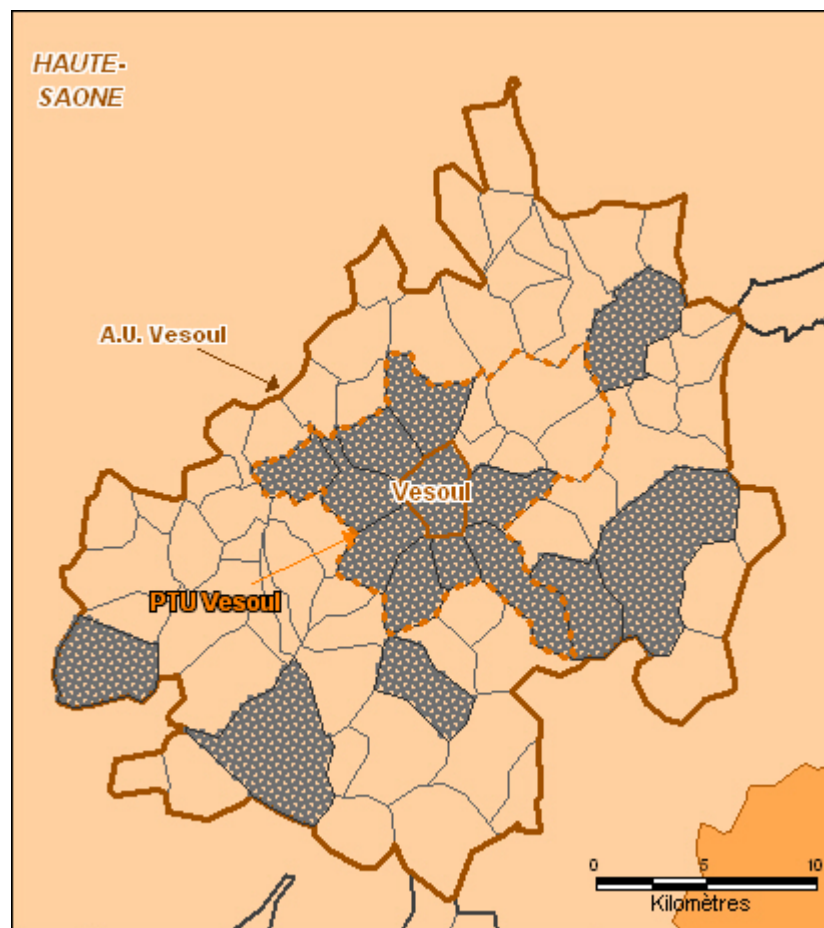 HAUTE-
SAONE
A.U. Vesoul
Vesoul
PTU Vesoul
0 5 10
Kilomètres